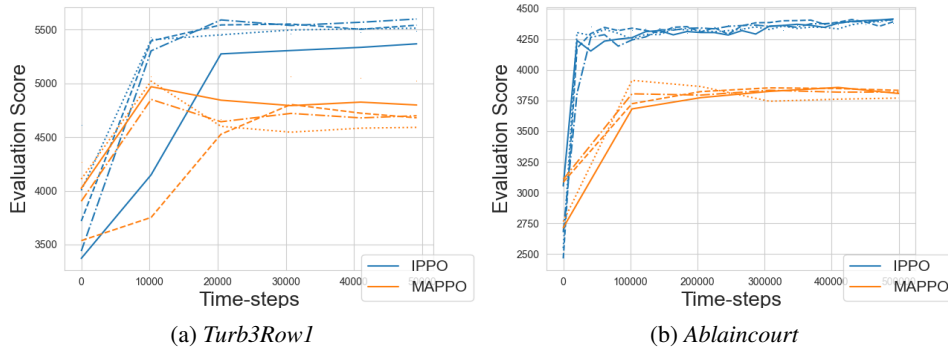 Evaluation Score
5500
5000
4500
4000
3500
0
10000
20000
30000
40000
Time-steps
IPPO
MAPPO
(a) Turb3Row1
Evaluation Score
4500
4250
4000
3750
3500
3250
3000
2750
2500
0
100000
200000
300000
400000
Time-steps
IPPO
MAPPO
(b) Ablaincourt